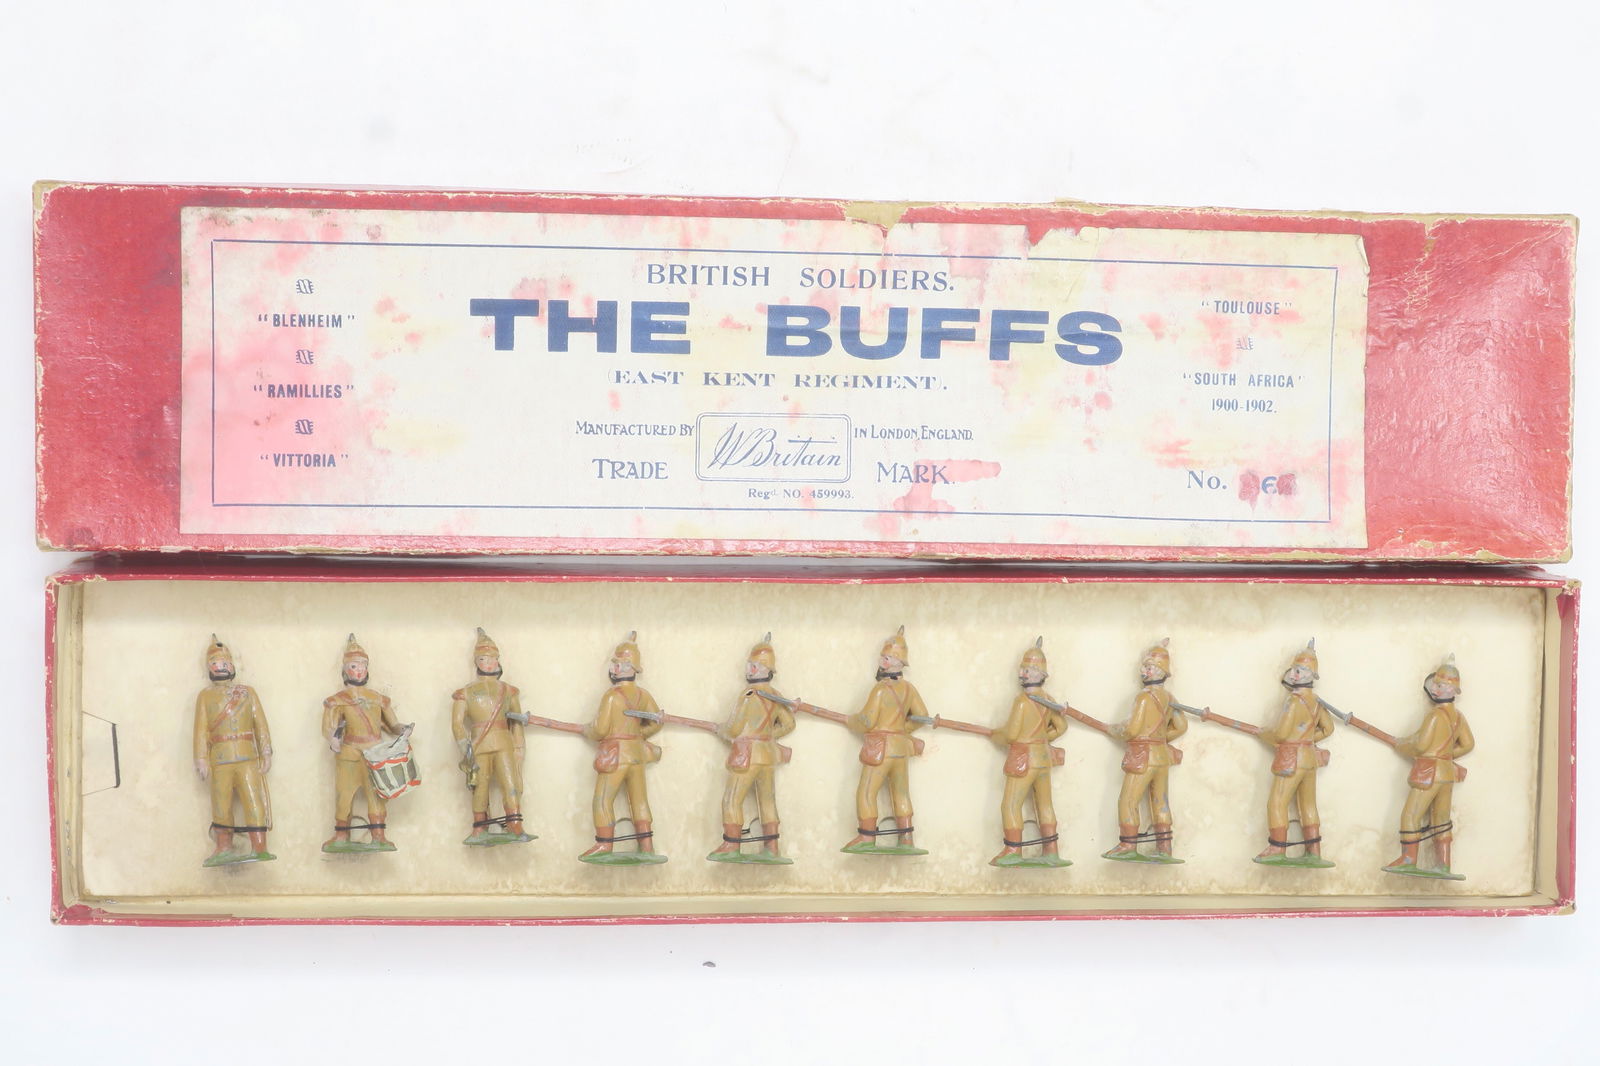 BRITISH SOLDIERS.
THE BUFFS
(EAST KENT REGIMENT).
"BLENHEIM"
"RAMILLIES"
"VITTORIA"
"TOULOUSE"
"SOUTH AFRICA"
1900-1902.
MANUFACTURED BY WBritain IN LONDON, ENGLAND.
TRADE MARK.
Regd. NO. 459993.
No.